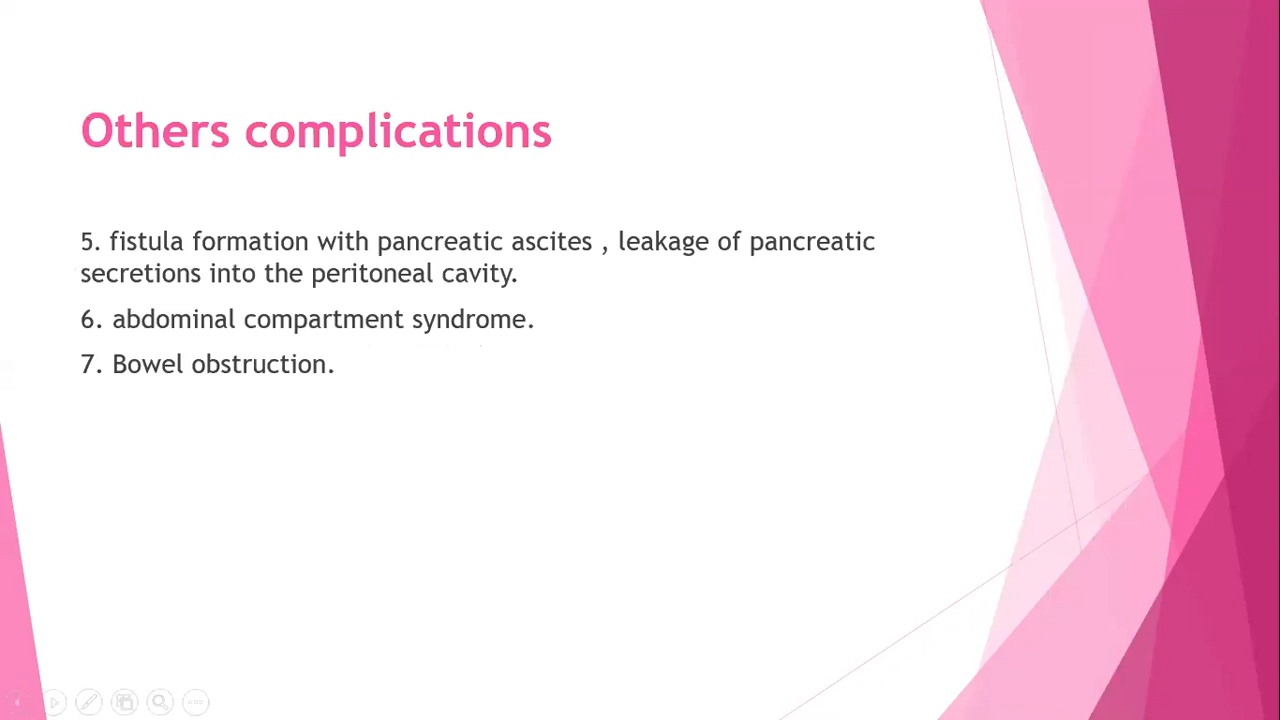 Others complications
5. fistula formation with pancreatic ascites , leakage of pancreatic
secretions into the peritoneal cavity.
6. abdominal compartment syndrome.
7. Bowel obstruction.